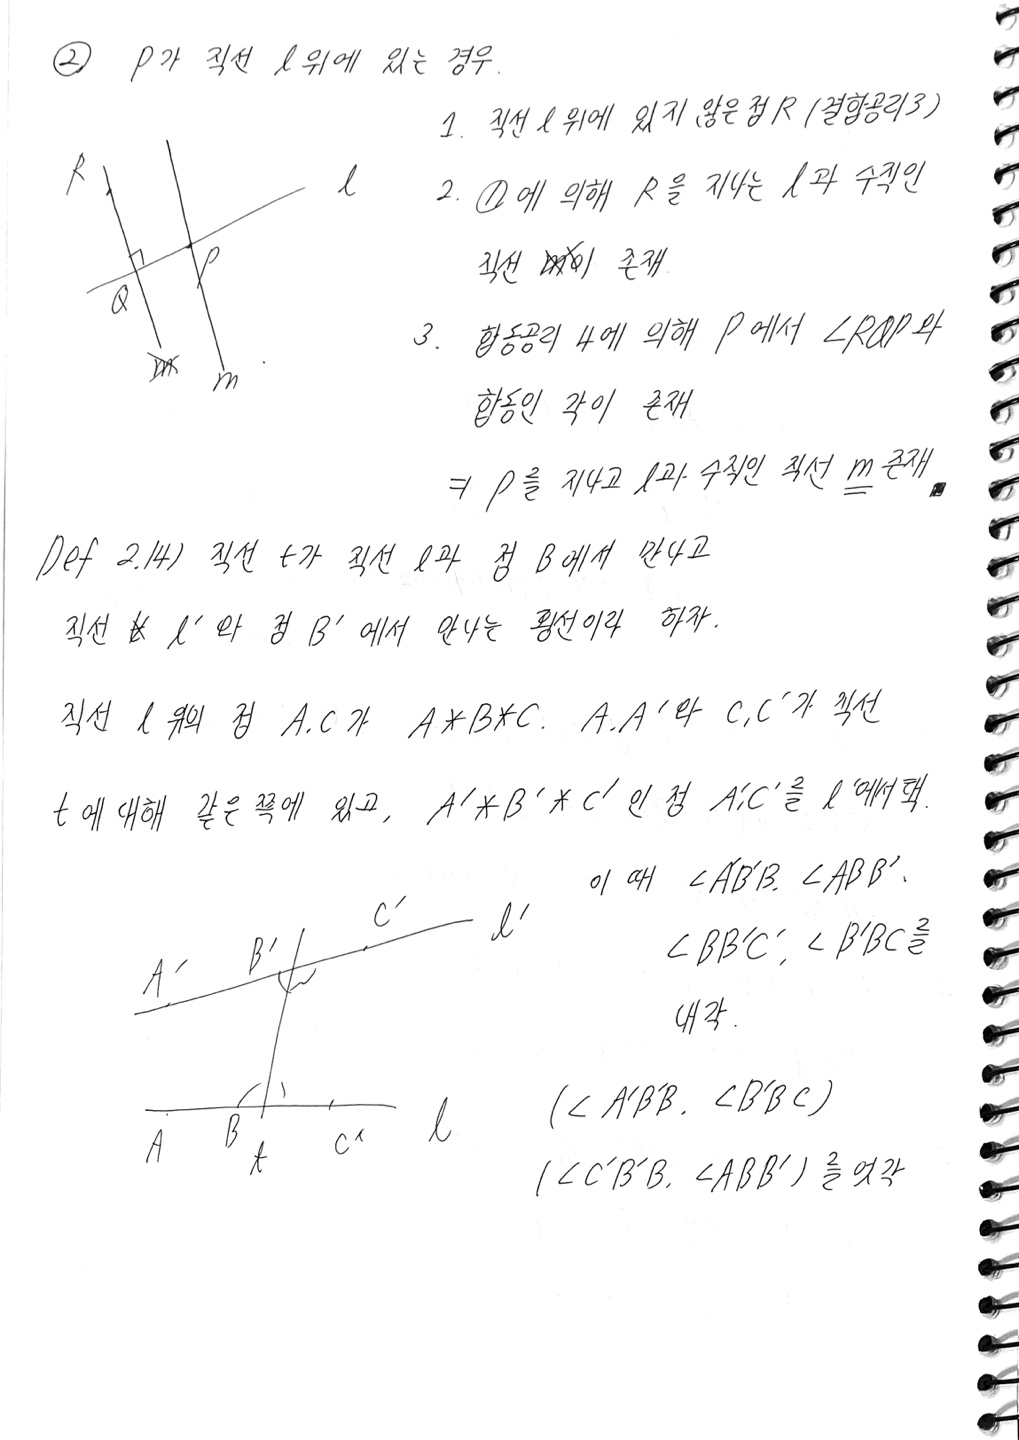 ② P가 직선 l 위에 있는 경우.
1. 직선 l 위에 있지 않은 점 R (결합공리3)
2. ①에 의해 R을 지나는 l과 수직인
직선 존재
3. 합동공리 4에 의해 P에서 ∠RQP와
합동인 각이 존재
⇒ P를 지나고 l과 수직인 직선 m 존재.
R
l
P
Q
m
m
Def 2.14) 직선 t가 직선 l과 점 B에서 만나고
직선 l′와 점 B′에서 만나는 횡선이라 하자.
직선 l 위의 점 A.C가 A*B*C. A.A′와 C,C′가 직선
t에 대해 같은 쪽에 있고, A′*B′*C′인 점 A′,C′를 l′에서 택.
이 때 ∠A′B′B. ∠ABB′.
∠BB′C′, ∠B′BC를
내각.
(∠A′B′B. ∠B′BC)
(∠C′B′B. ∠ABB′)를 엇각
A′
B′
C′
l′
A
B
t
C
l